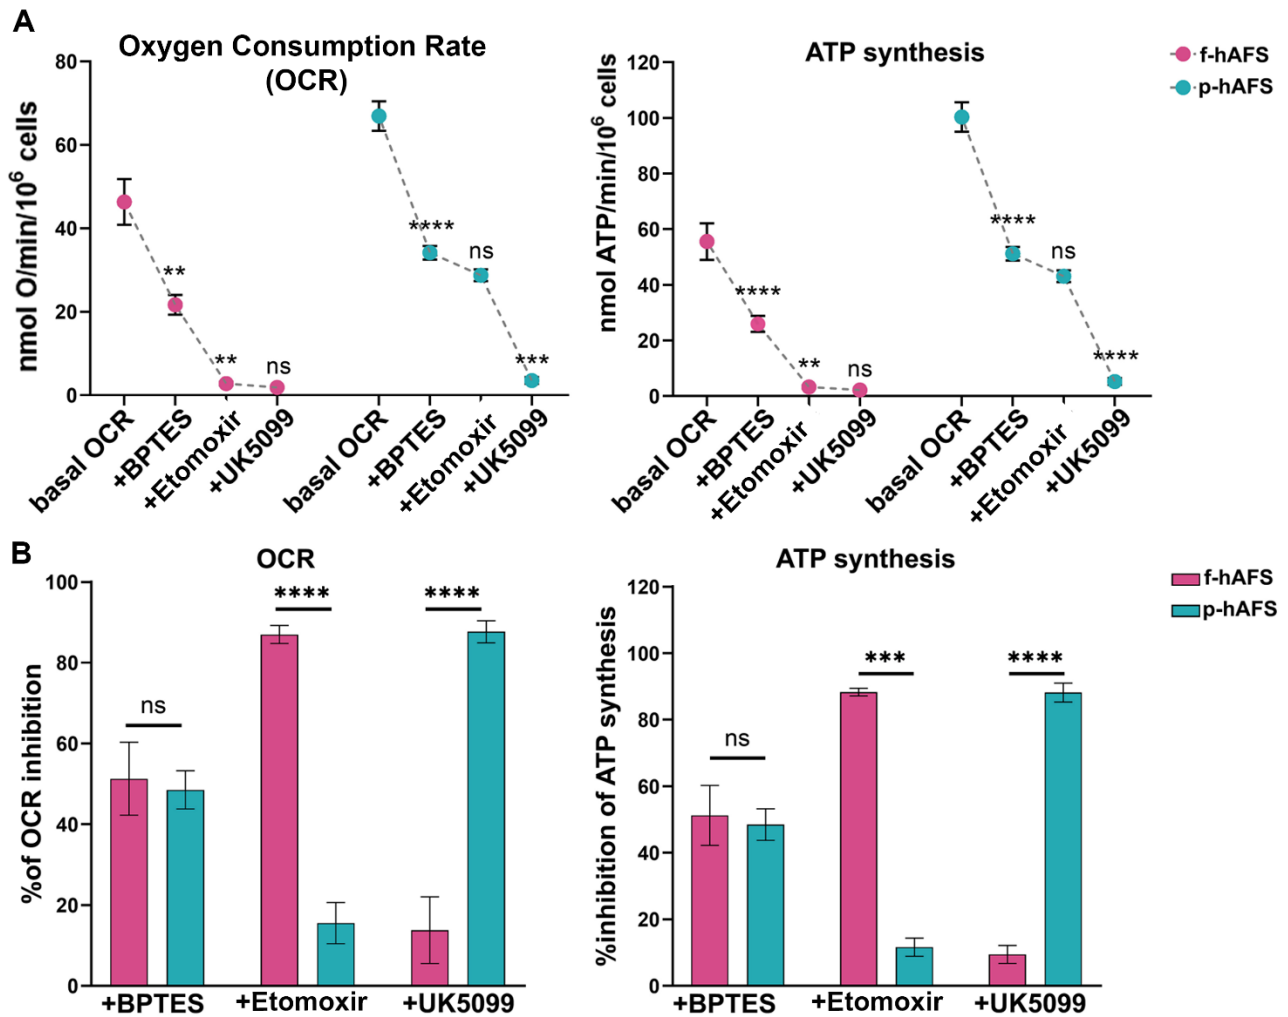 A
Oxygen Consumption Rate
(OCR)
nmol O/min/10⁶ cells
80
60
40
20
0
**
**
ns
****
ns
***
basal OCR
+BPTES
+Etomoxir
+UK5099
basal OCR
+BPTES
+Etomoxir
+UK5099
ATP synthesis
nmol ATP/min/10⁶ cells
120
100
80
60
40
20
0
****
**
ns
****
ns
****
basal OCR
+BPTES
+Etomoxir
+UK5099
basal OCR
+BPTES
+Etomoxir
+UK5099
f-hAFS
p-hAFS
B
OCR
%of OCR inhibition
100
80
60
40
20
0
ns
****
****
+BPTES
+Etomoxir
+UK5099
ATP synthesis
%inhibition of ATP synthesis
120
100
80
60
40
20
0
ns
***
****
+BPTES
+Etomoxir
+UK5099
f-hAFS
p-hAFS